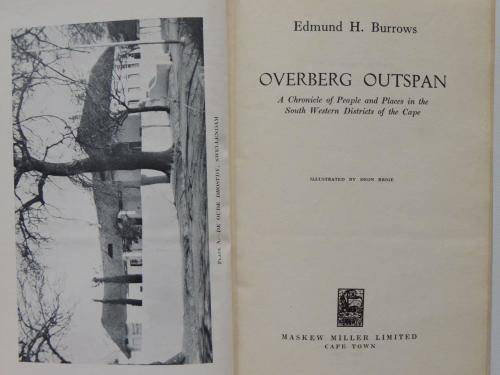 PLATE A—DE OUDE DROSTDY, SWELLENDAM
Edmund H. Burrows
OVERBERG OUTSPAN
A Chronicle of People and Places in the
South Western Districts of the Cape
ILLUSTRATED BY
MASKEW MILLER LIMITED
CAPE TOWN